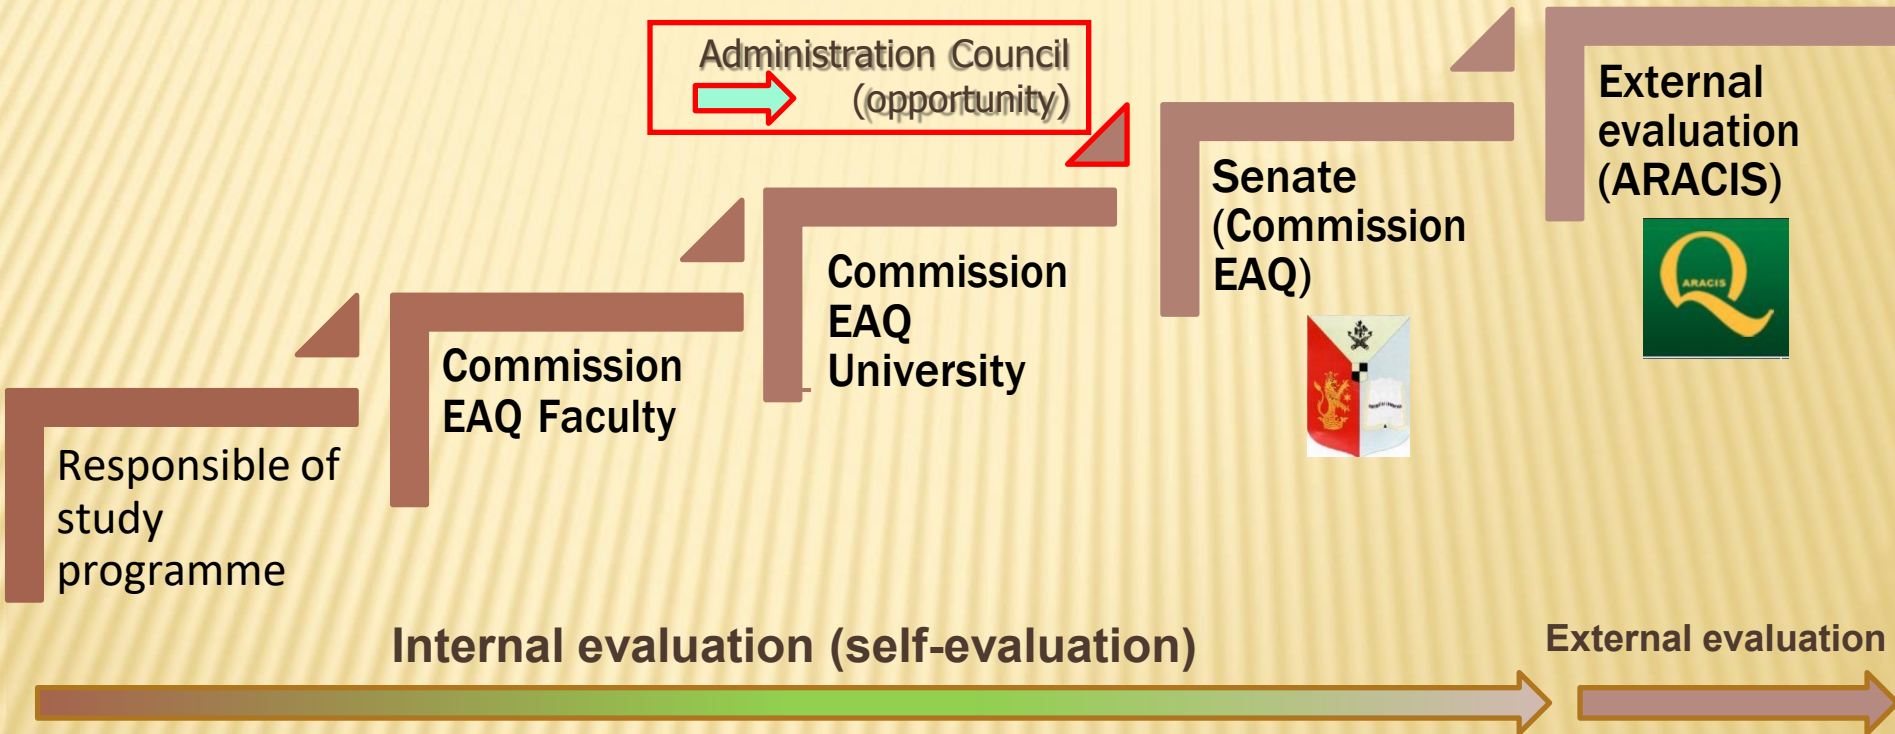 Administration Council
(opportunity)
Responsible of
study
programme
Commission
EAQ Faculty
Commission
EAQ
University
Senate
(Commission
EAQ)
External
evaluation
(ARACIS)
ARACIS
Internal evaluation (self-evaluation)
External evaluation